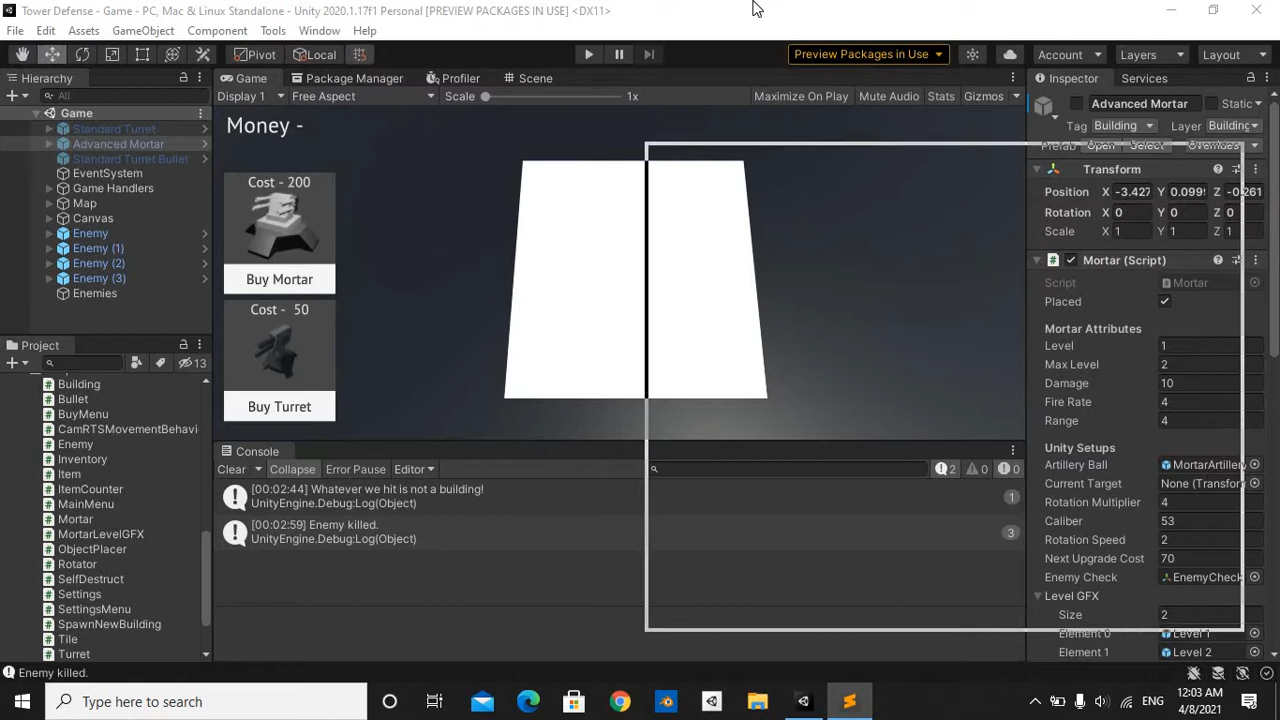 Tower Defense - Game - PC, Mac & Linux Standalone - Unity 2020.1.17f1 Personal [PREVIEW PACKAGES IN USE] <DX11>
File Edit Assets GameObject Component Tools Window Help
Pivot Local Preview Packages in Use Account Layers Layout
Hierarchy
All
Game
Standard Turret
Advanced Mortar
Standard Turret Bullet
EventSystem
Game Handlers
Map
Canvas
Enemy
Enemy (1)
Enemy (2)
Enemy (3)
Enemies
Project
13
Building
Bullet
BuyMenu
CamRTSMovementBehavi
Enemy
Inventory
Item
ItemCounter
MainMenu
Mortar
MortarLevelGFX
ObjectPlacer
Rotator
SelfDestruct
Settings
SettingsMenu
SpawnNewBuilding
Tile
Turret
Game Package Manager Profiler Scene
Display 1 Free Aspect Scale 1x Maximize On Play Mute Audio Stats Gizmos
Money -
Cost - 200
Buy Mortar
Cost - 50
Buy Turret
Console
Clear Collapse Error Pause Editor 2 0 0
[00:02:44] Whatever we hit is not a building! 1
UnityEngine.Debug:Log(Object)
[00:02:59] Enemy killed. 3
UnityEngine.Debug:Log(Object)
Inspector Services
Advanced Mortar Static
Tag Building Layer Building
Prefab Open Select Overrides
Transform
Position X -3.427 Y 0.099 Z -0.261
Rotation X 0 Y 0 Z 0
Scale X 1 Y 1 Z 1
Mortar (Script)
Script Mortar
Placed
Mortar Attributes
Level 1
Max Level 2
Damage 10
Fire Rate 4
Range 4
Unity Setups
Artillery Ball MortarArtillery
Current Target None (Transfor
Rotation Multiplier 4
Caliber 53
Rotation Speed 2
Next Upgrade Cost 70
Enemy Check EnemyCheck
Level GFX
Size 2
Element 0 Level 1
Element 1 Level 2
Enemy killed.
Type here to search
ENG
12:03 AM
4/8/2021